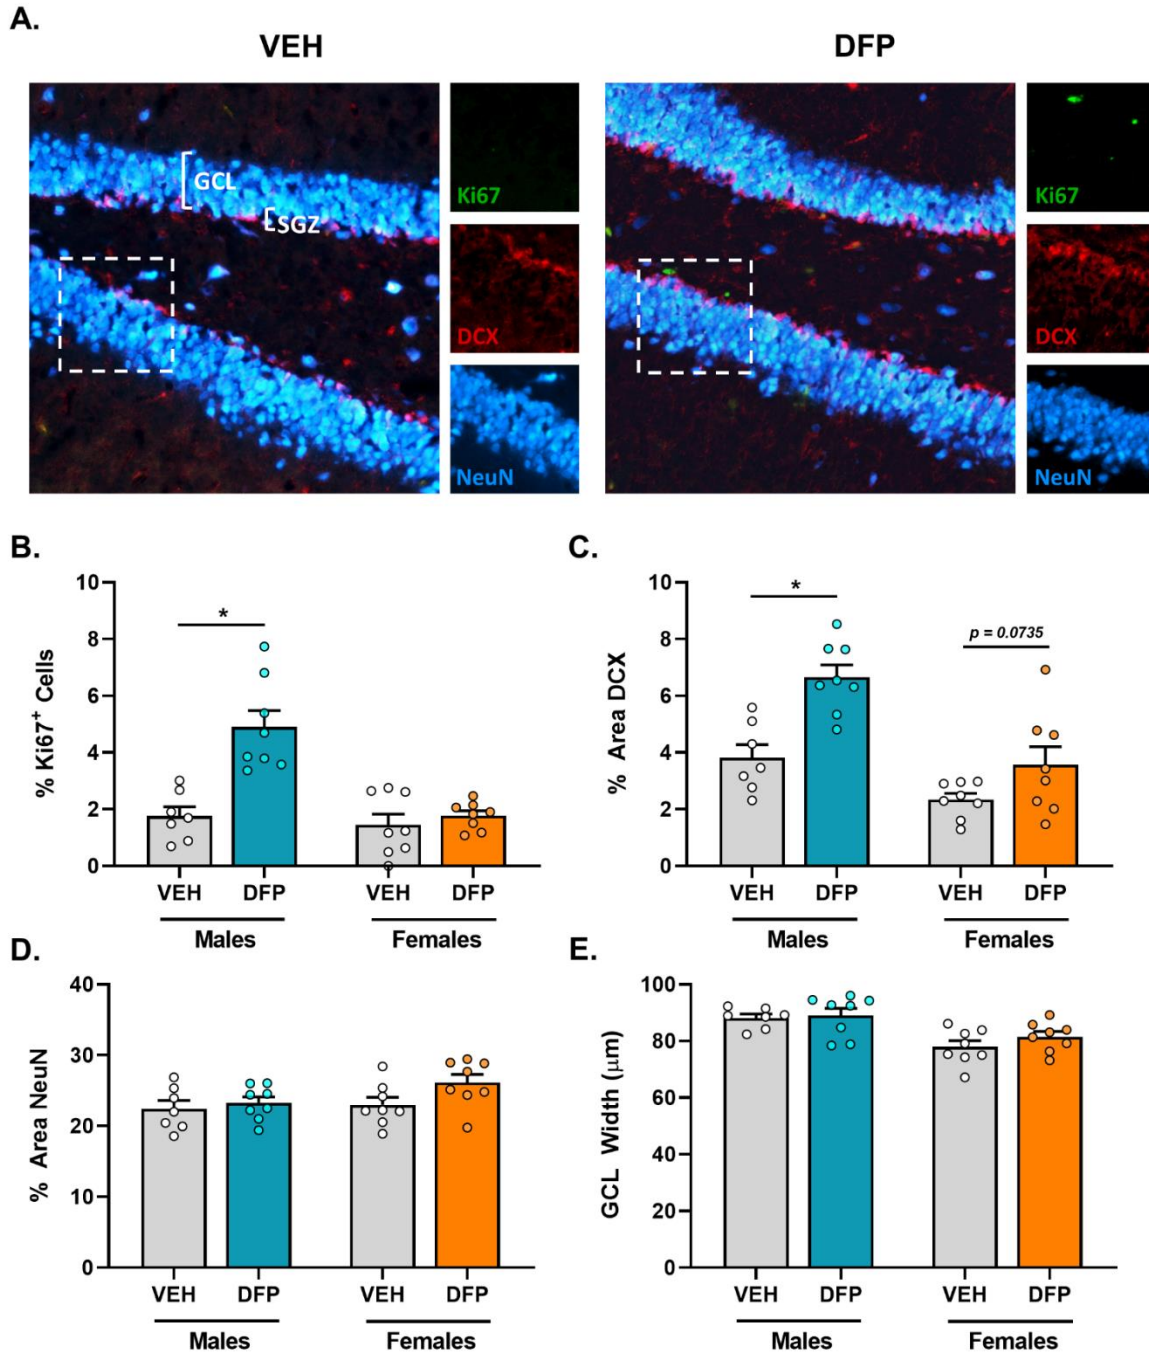 A.
VEH
DFP
GCL
SGZ
Ki67
DCX
NeuN
Ki67
DCX
NeuN
B.
% Ki67⁺ Cells
10
8
6
4
2
0
*
VEH
DFP
VEH
DFP
Males
Females
C.
% Area DCX
10
8
6
4
2
0
*
p = 0.0735
VEH
DFP
VEH
DFP
Males
Females
D.
% Area NeuN
40
30
20
10
0
VEH
DFP
VEH
DFP
Males
Females
E.
GCL Width (μm)
100
80
60
40
20
0
VEH
DFP
VEH
DFP
Males
Females